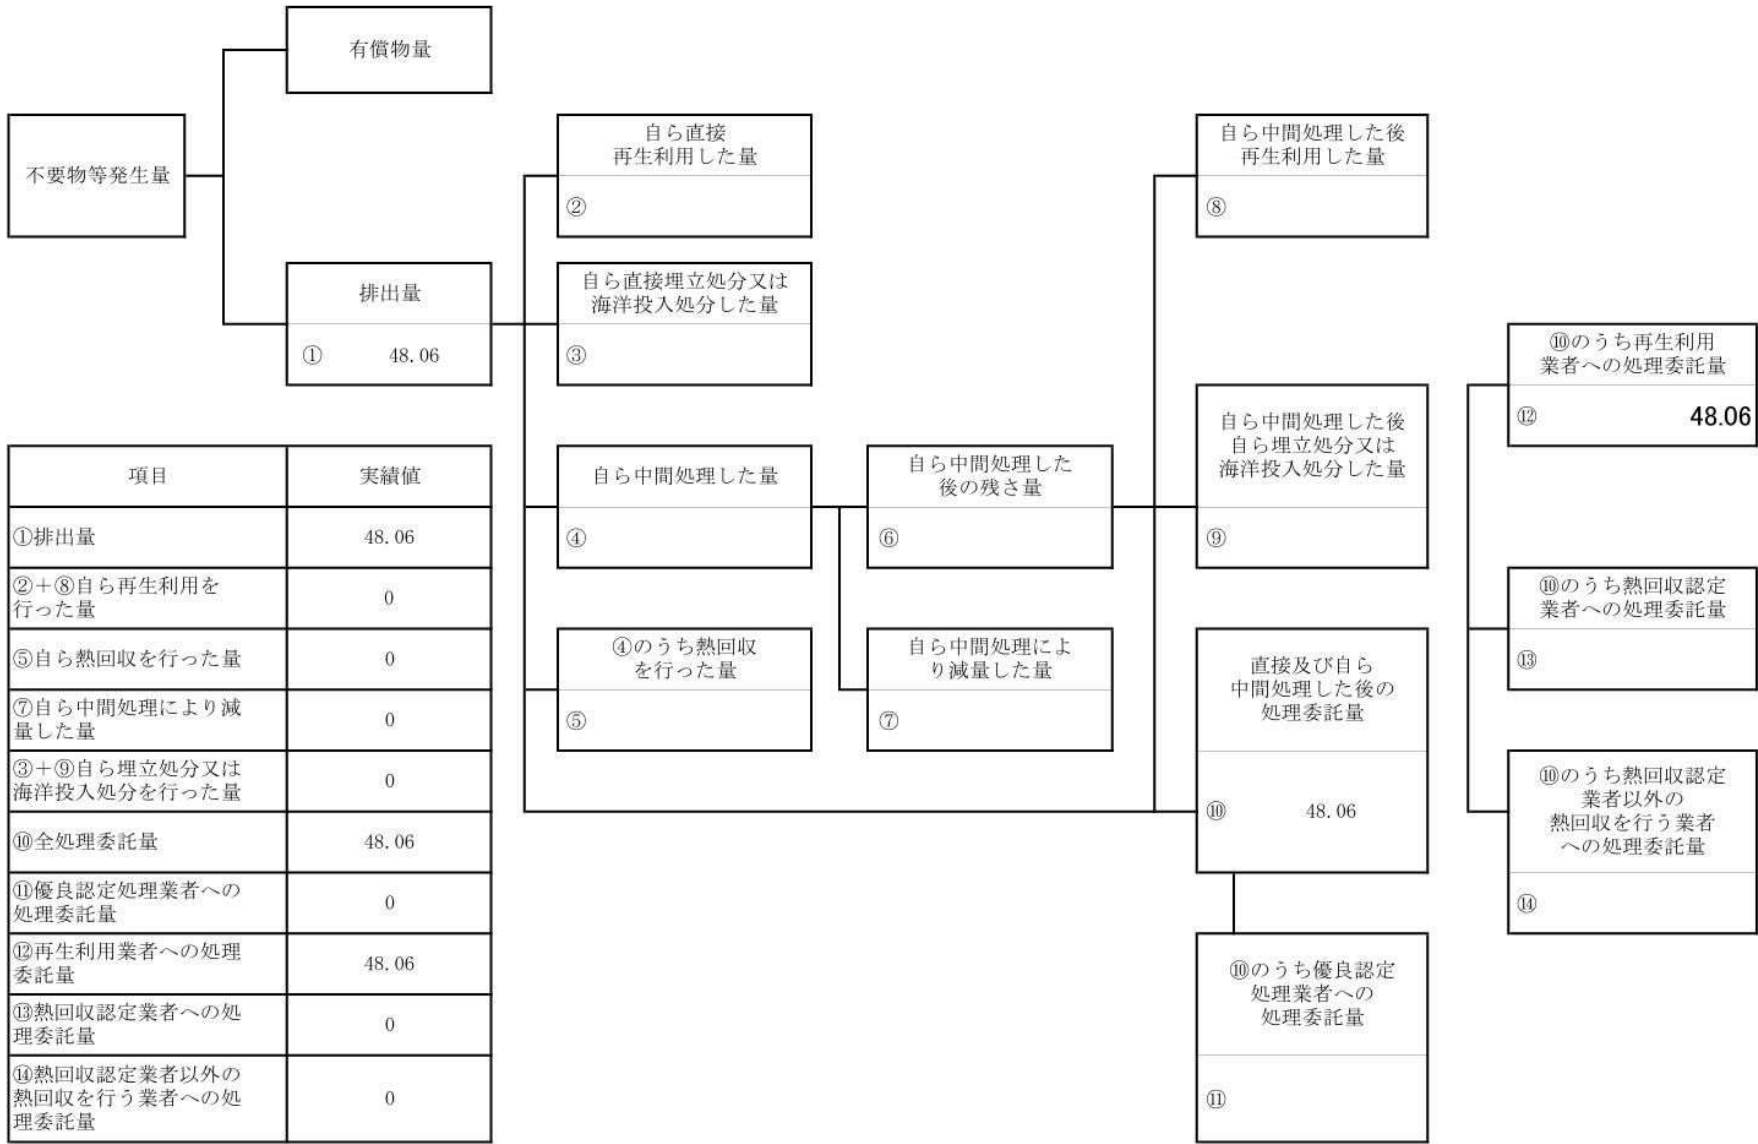 有償物量
不要物等発生量
排出量
① 48.06
自ら直接
再生利用した量
②
自ら直接埋立処分又は
海洋投入処分した量
③
自ら中間処理した量
④
④のうち熱回収
を行った量
⑤
自ら中間処理した
後の残さ量
⑥
自ら中間処理によ
り減量した量
⑦
自ら中間処理した後
再生利用した量
⑧
自ら中間処理した後
自ら埋立処分又は
海洋投入処分した量
⑨
直接及び自ら
中間処理した後の
処理委託量
⑩ 48.06
⑩のうち優良認定
処理業者への
処理委託量
⑪
⑩のうち再生利用
業者への処理委託量
⑫ 48.06
⑩のうち熱回収認定
業者への処理委託量
⑬
⑩のうち熱回収認定
業者以外の
熱回収を行う業者
への処理委託量
⑭
項目 実績値
①排出量 48.06
②＋⑧自ら再生利用を
行った量 0
⑤自ら熱回収を行った量 0
⑦自ら中間処理により減
量した量 0
③＋⑨自ら埋立処分又は
海洋投入処分を行った量 0
⑩全処理委託量 48.06
⑪優良認定処理業者への
処理委託量 0
⑫再生利用業者への処理
委託量 48.06
⑬熱回収認定業者への処
理委託量 0
⑭熱回収認定業者以外の
熱回収を行う業者への処
理委託量 0